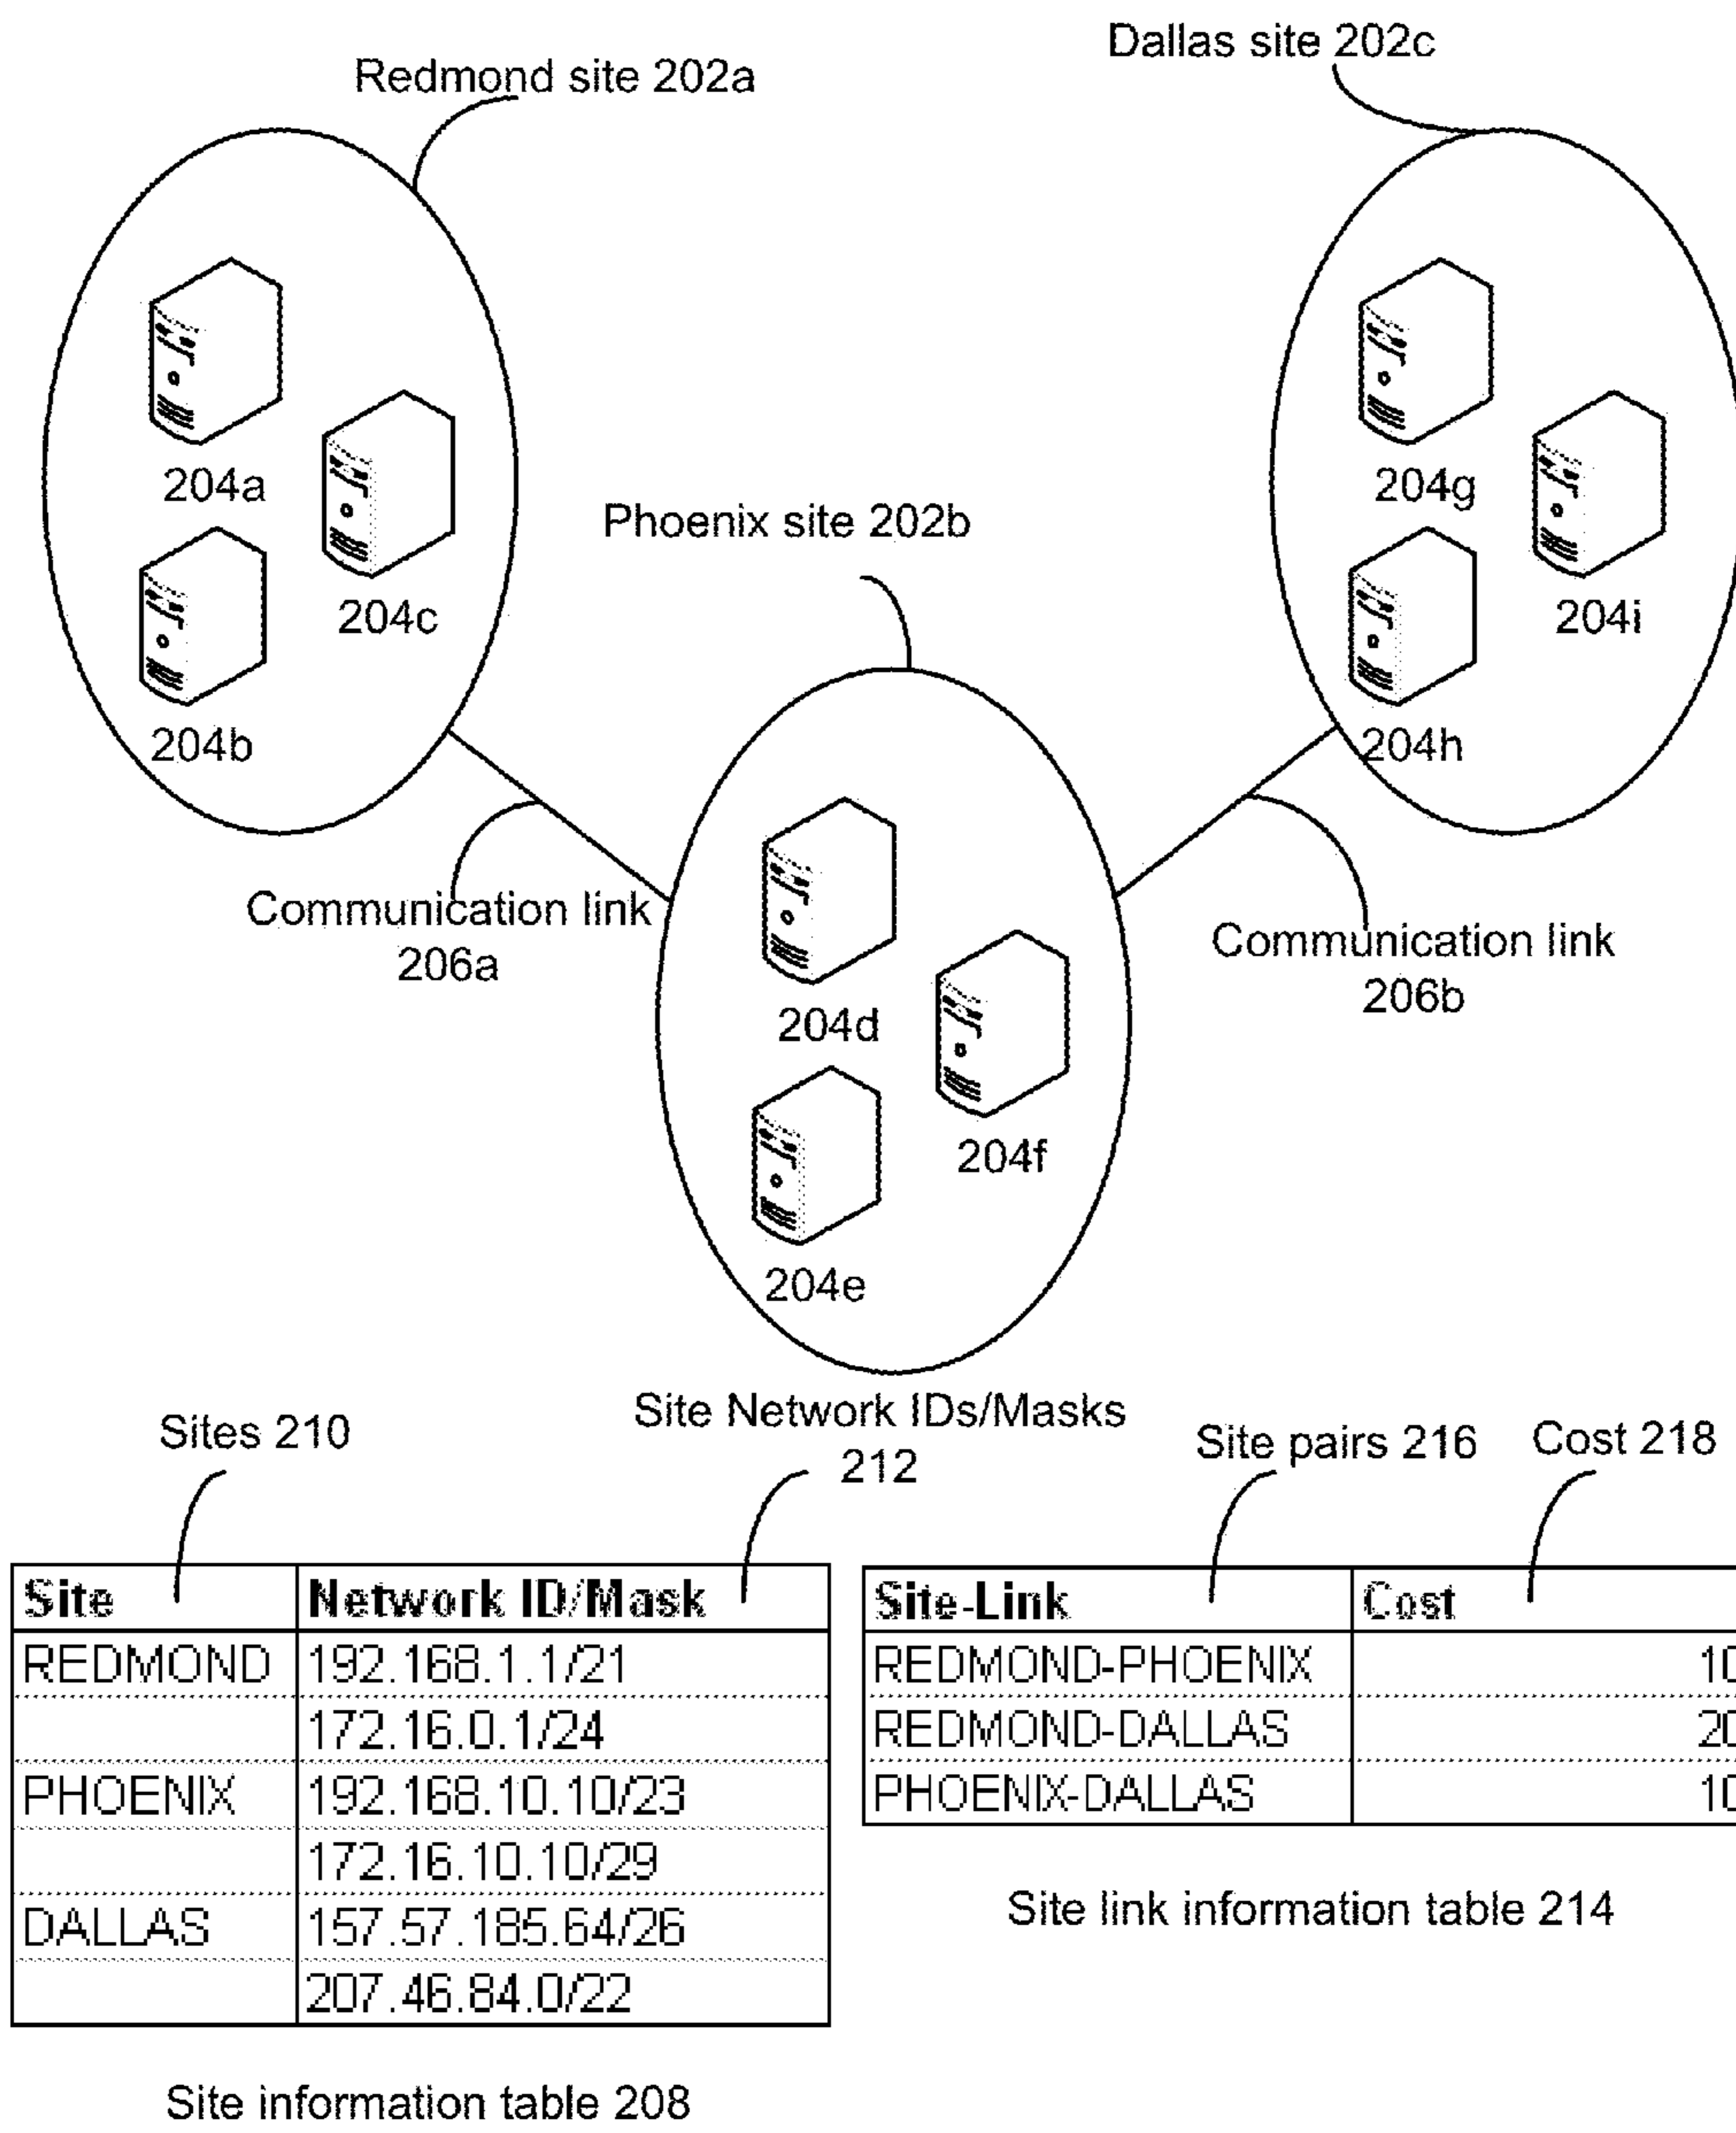 Dallas site 202c
Redmond site 202a
204a
204g
Phoenix site 202b
204c
204i
204b
204h
Communication link
206a
Communication link
206b
204d
204f
204e
Sites 210
Site Network IDs/Masks
212
Site pairs 216
Cost 218
Site Network ID/Mask
REDMOND 192.168.1.1/21
172.16.0.1/24
PHOENIX 192.168.10.10/23
172.16.10.10/29
DALLAS 157.57.185.64/26
207.46.84.0/22
Site-Link Cost
REDMOND-PHOENIX 10
REDMOND-DALLAS 20
PHOENIX-DALLAS 10
Site link information table 214
Site information table 208